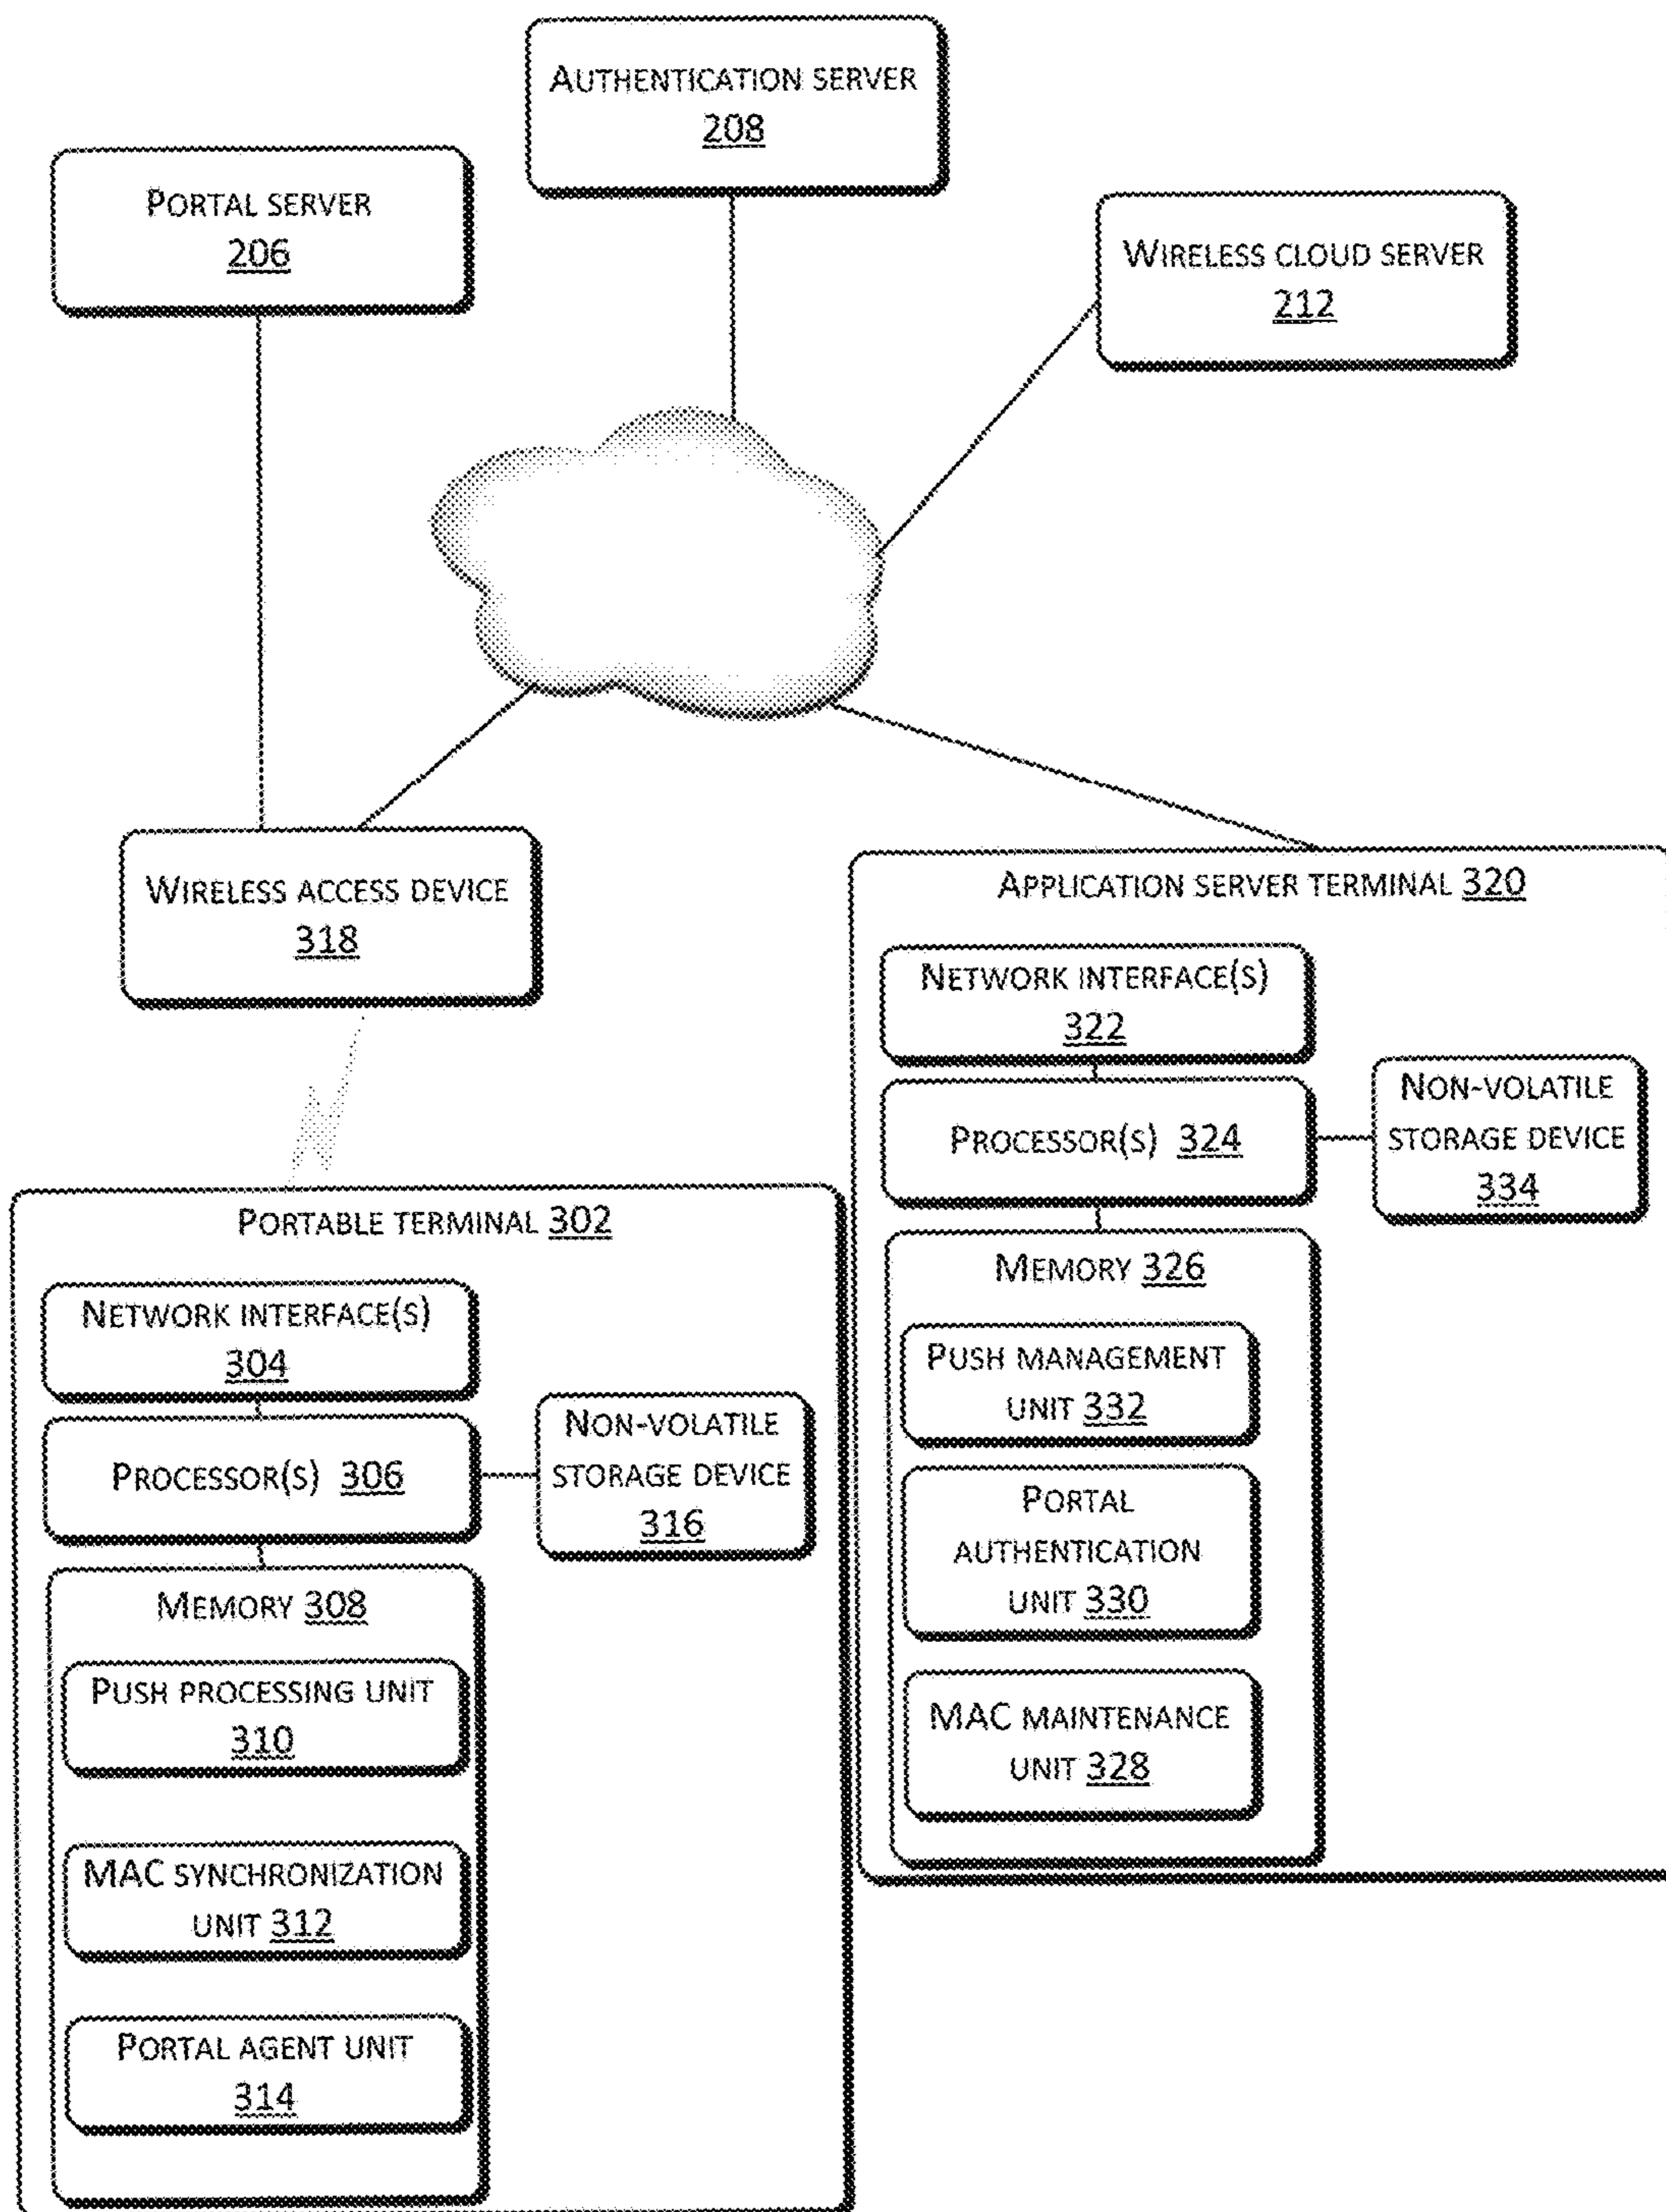 AUTHENTICATION SERVER
208
PORTAL SERVER
206
WIRELESS CLOUD SERVER
212
WIRELESS ACCESS DEVICE
318
APPLICATION SERVER TERMINAL 320
NETWORK INTERFACE(S)
322
PROCESSOR(S) 324
NON-VOLATILE
STORAGE DEVICE
334
MEMORY 326
PUSH MANAGEMENT
UNIT 332
PORTAL
AUTHENTICATION
UNIT 330
MAC MAINTENANCE
UNIT 328
PORTABLE TERMINAL 302
NETWORK INTERFACE(S)
304
PROCESSOR(S) 306
NON-VOLATILE
STORAGE DEVICE
316
MEMORY 308
PUSH PROCESSING UNIT
310
MAC SYNCHRONIZATION
UNIT 312
PORTAL AGENT UNIT
314